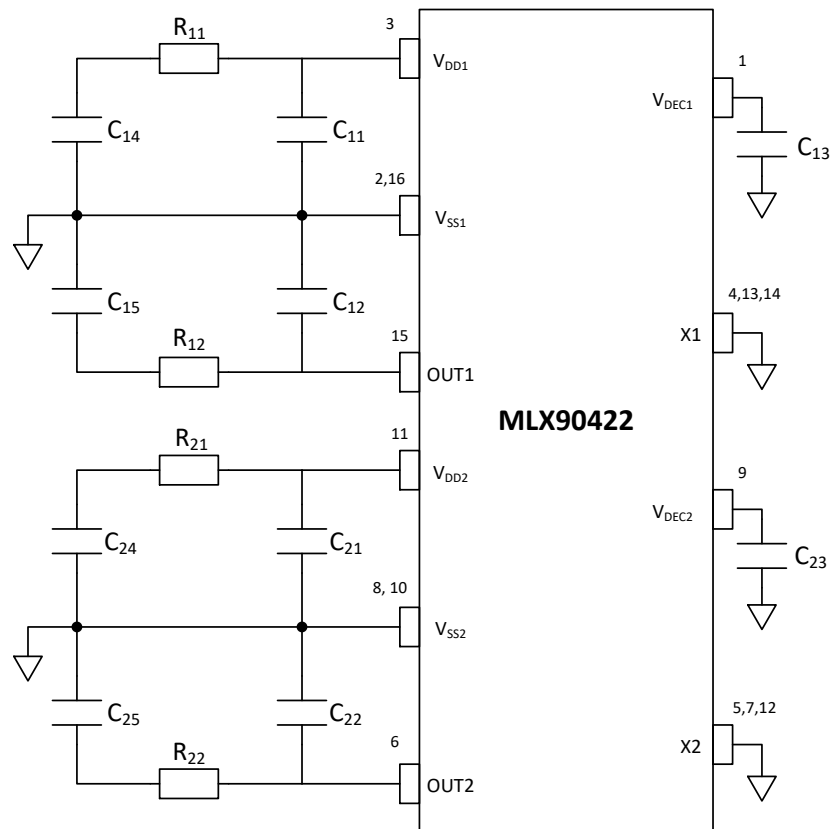 R11 3
VDD1 1
VDEC1
C14 C11 C13
2,16
VSS1
C15 C12 4,13,14
R12 15 X1
OUT1
MLX90422
R21 11
VDD2 9
VDEC2
C24 C21 C23
8, 10
VSS2
C25 C22 5,7,12
R22 6 X2
OUT2